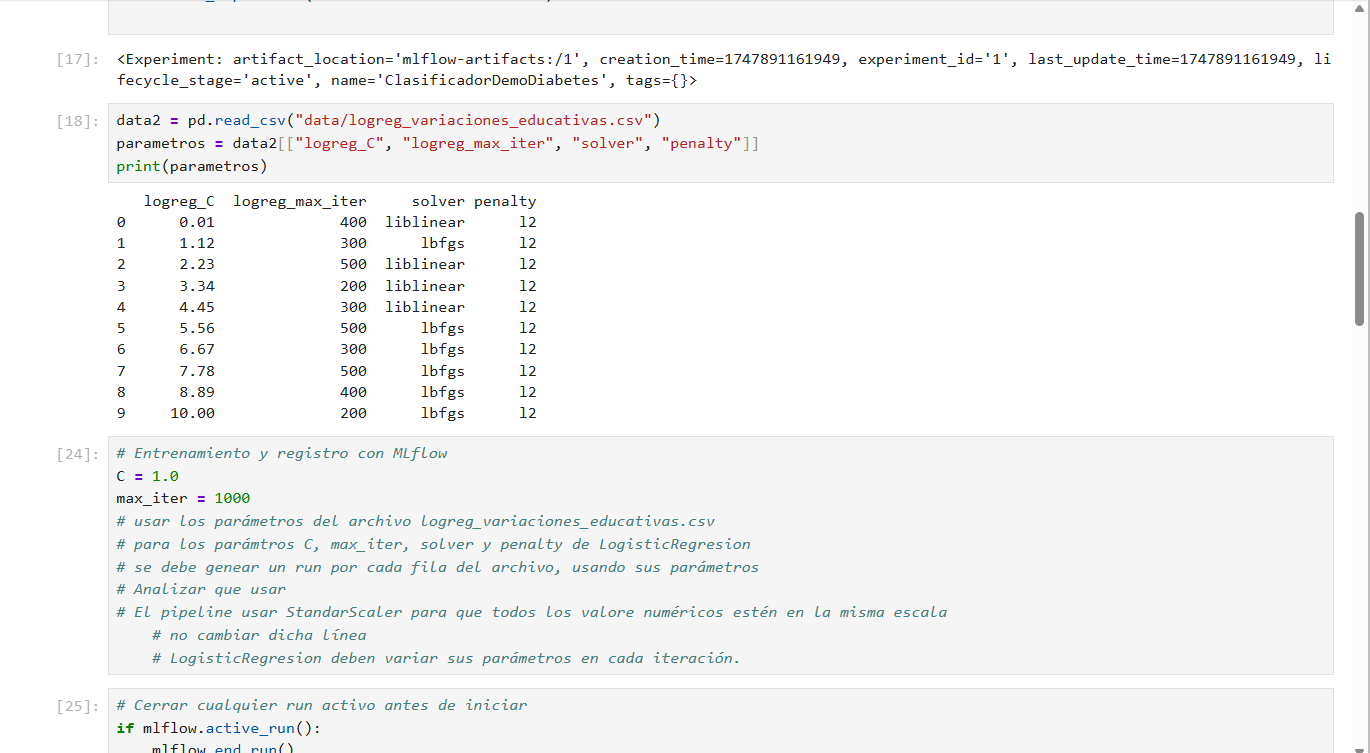 [17]: <Experiment: artifact_location='mlflow-artifacts:/1', creation_time=1747891161949, experiment_id='1', last_update_time=1747891161949, li
fecycle_stage='active', name='ClasificadorDemoDiabetes', tags={}>
[18]: data2 = pd.read_csv("data/logreg_variaciones_educativas.csv")
parametros = data2[["logreg_C", "logreg_max_iter", "solver", "penalty"]]
print(parametros)
logreg_C logreg_max_iter solver penalty
0 0.01 400 liblinear l2
1 1.12 300 lbfgs l2
2 2.23 500 liblinear l2
3 3.34 200 liblinear l2
4 4.45 300 liblinear l2
5 5.56 500 lbfgs l2
6 6.67 300 lbfgs l2
7 7.78 500 lbfgs l2
8 8.89 400 lbfgs l2
9 10.00 200 lbfgs l2
[24]: # Entrenamiento y registro con MLflow
C = 1.0
max_iter = 1000
# usar los parámetros del archivo logreg_variaciones_educativas.csv
# para los parámtros C, max_iter, solver y penalty de LogisticRegresion
# se debe genear un run por cada fila del archivo, usando sus parámetros
# Analizar que usar
# El pipeline usar StandarScaler para que todos los valore numéricos estén en la misma escala
# no cambiar dicha línea
# LogisticRegresion deben variar sus parámetros en cada iteración.
[25]: # Cerrar cualquier run activo antes de iniciar
if mlflow.active_run():
mlflow.end_run()